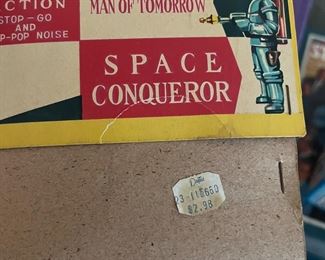 CTION
MAN OF TOMORROW
STOP-GO
AND
P-POP NOISE
SPACE
CONQUEROR
$2.98